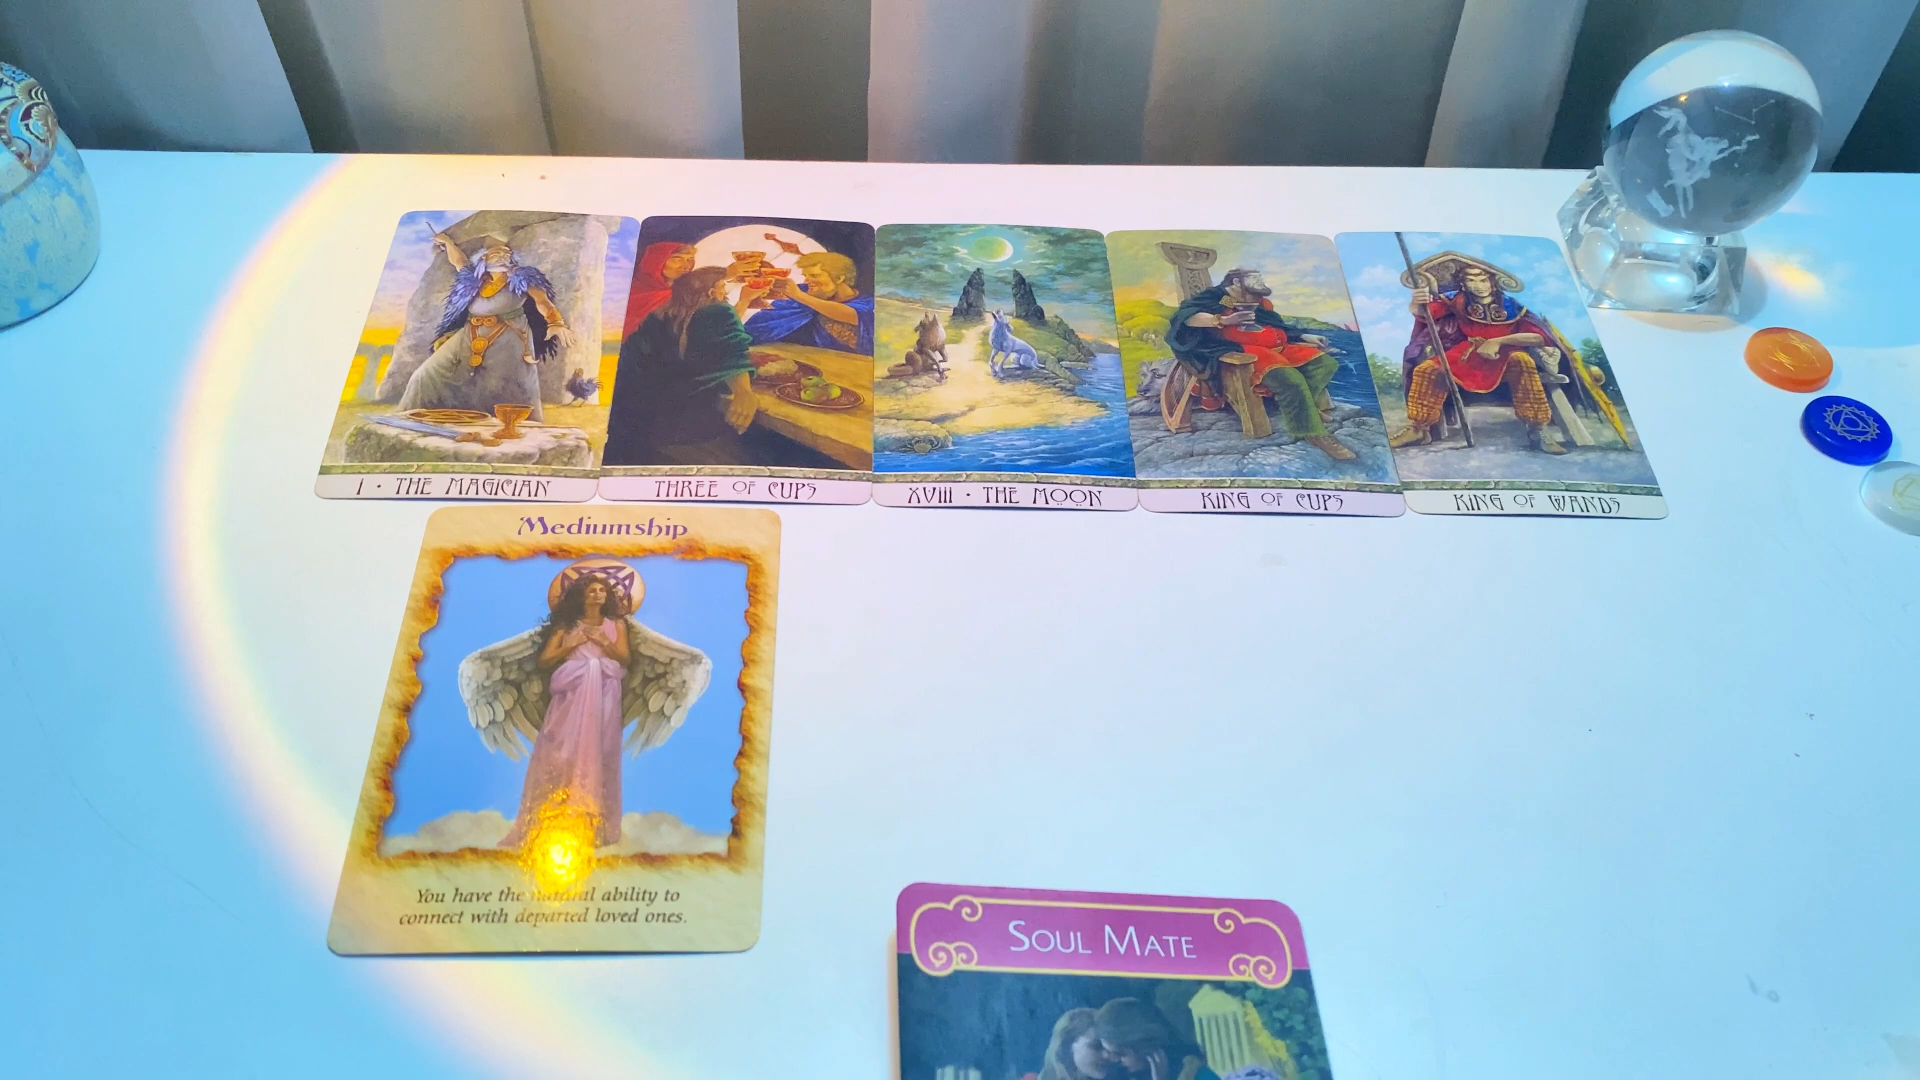 I • THE MAGICIAN
THREE OF CUPS
XVIII • THE MOON
KING OF CUPS
KING OF WANDS
Mediumship
You have the natural ability to
connect with departed loved ones.
SOUL MATE